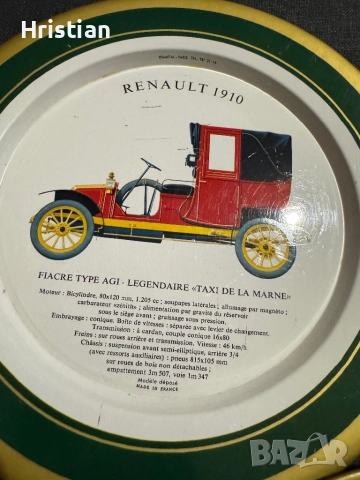 Hristian
RENAULT 1910
FIACRE TYPE AGI - LEGENDAIRE «TAXI DE LA MARNE»
Moteur : Bicylindre, 80x120 mm, 1.205 cc ; soupapes latérales ; allumage par magnéto ;
carburateur «zénith» ; alimentation par gravité du réservoir
sous le siège avant ; graissage sous pression.
Embrayage : conique. Boîte de vitesses : séparée avec levier de changement.
Transmission : à cardan, couple conique 16x80
Freins : sur roues arrière et transmission. Vitesse : 46 km/h
Châssis : suspension avant semi-elliptique, arrière 3/4
(avec ressorts auxiliaires) ; pneus 815x105 mm
sur roues de bois non détachables ;
empattement 3m 507, voie 1m 347
Modèle déposé
MADE IN FRANCE
BAZAR
bg